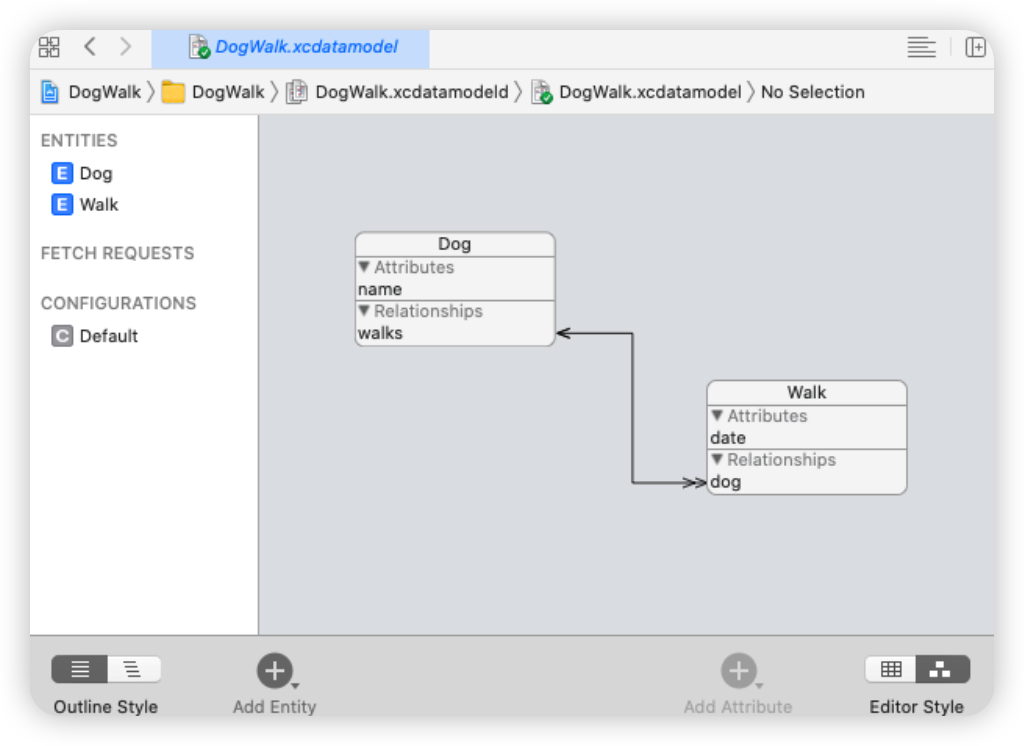 DogWalk.xcdatamodel
DogWalk 〉 DogWalk 〉 DogWalk.xcdatamodeld 〉 DogWalk.xcdatamodel 〉 No Selection
ENTITIES
E Dog
E Walk
FETCH REQUESTS
CONFIGURATIONS
C Default
Dog
Attributes
name
Relationships
walks
Walk
Attributes
date
Relationships
dog
Outline Style
Add Entity
Add Attribute
Editor Style